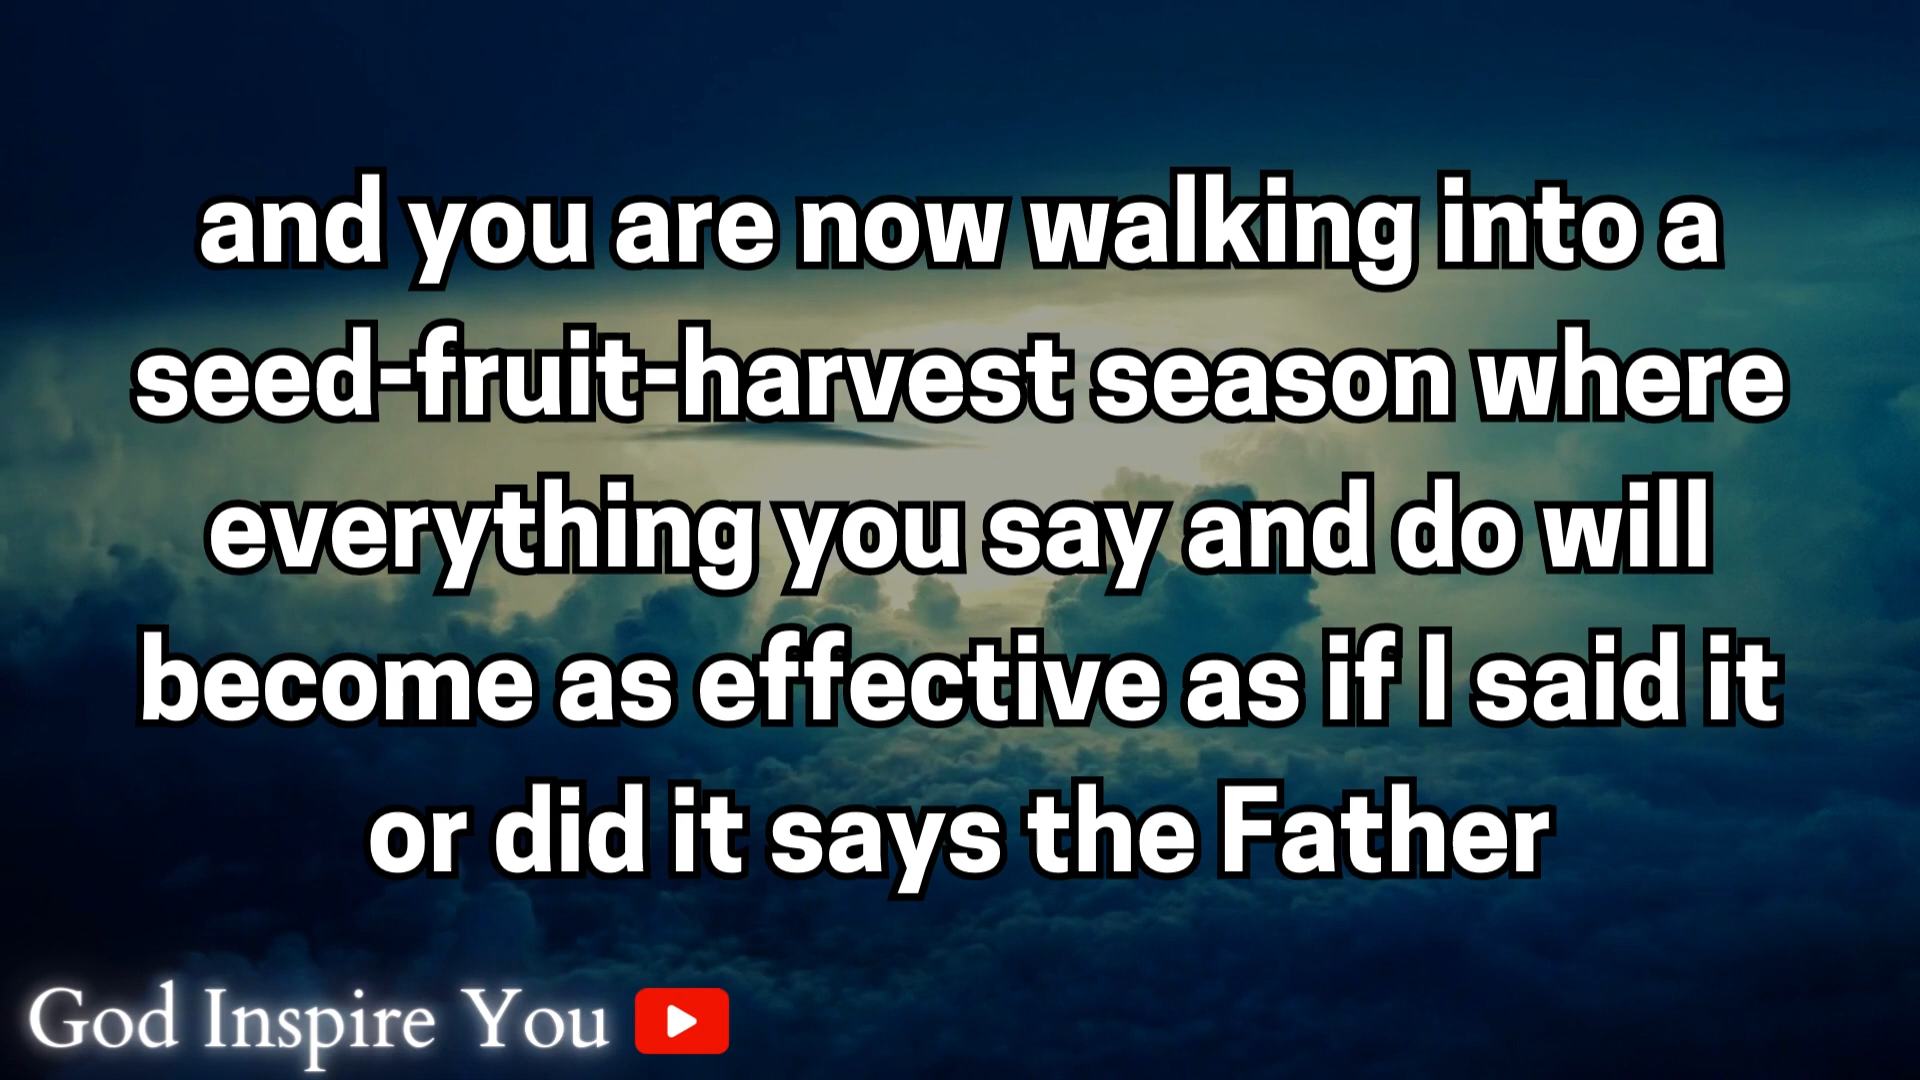 and you are now walking into a
seed-fruit-harvest season where
everything you say and do will
become as effective as if I said it
or did it says the Father
God Inspire You